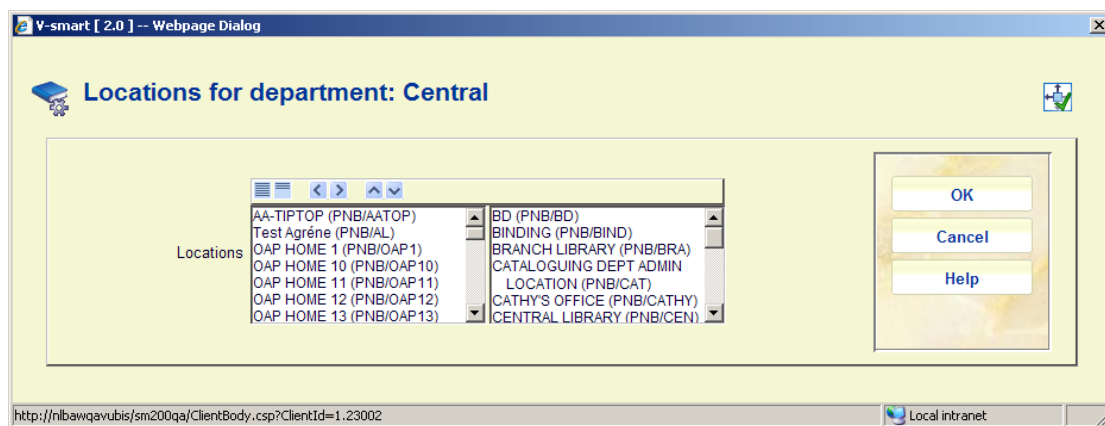 V-smart [ 2.0 ] -- Webpage Dialog
Locations for department: Central
Locations
AA-TIPTOP (PNB/AATOP)
Test Agréne (PNB/AL)
OAP HOME 1 (PNB/OAP1)
OAP HOME 10 (PNB/OAP10)
OAP HOME 11 (PNB/OAP11)
OAP HOME 12 (PNB/OAP12)
OAP HOME 13 (PNB/OAP13)
BD (PNB/BD)
BINDING (PNB/BIND)
BRANCH LIBRARY (PNB/BRA)
CATALOGUING DEPT ADMIN
LOCATION (PNB/CAT)
CATHY'S OFFICE (PNB/CATHY)
CENTRAL LIBRARY (PNB/CEN)
OK
Cancel
Help
http://nlbawqavubis/sm200qa/ClientBody.csp?ClientId=1.23002
Local intranet